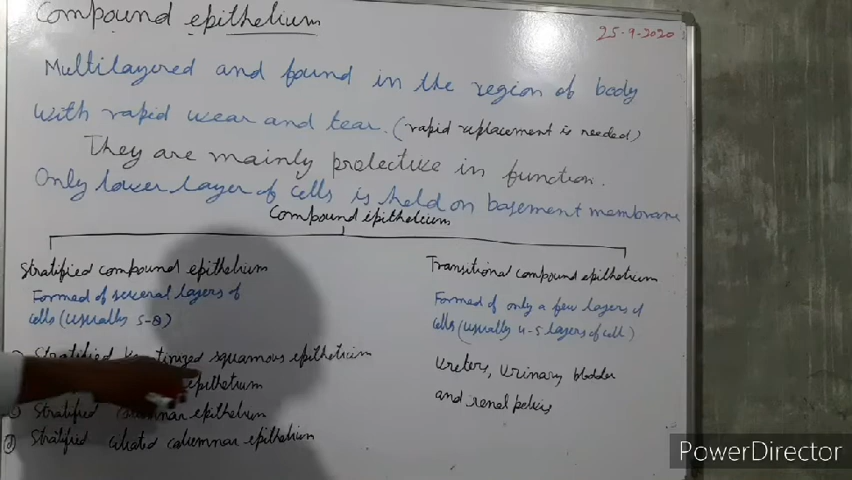 Compound epithelium
25-9-2020
Multilayered and found in the region of body
with rapid wear and tear. (rapid replacement is needed)
They are mainly protective in function.
Only lower layer of cells is held on basement membrane
Compound epithelium
Stratified compound epithelium
Formed of several layers of
cells (usually 5-8)
Stratified squamous epithelium
epithelium
Stratified epithelium
(d) Stratified ciliated columnar epithelium
Transitional compound epithelium
Formed of only a few layers of
cells (usually 4-5 layers of cell)
Ureters, Urinary bladder
and renal pelvis
PowerDirector